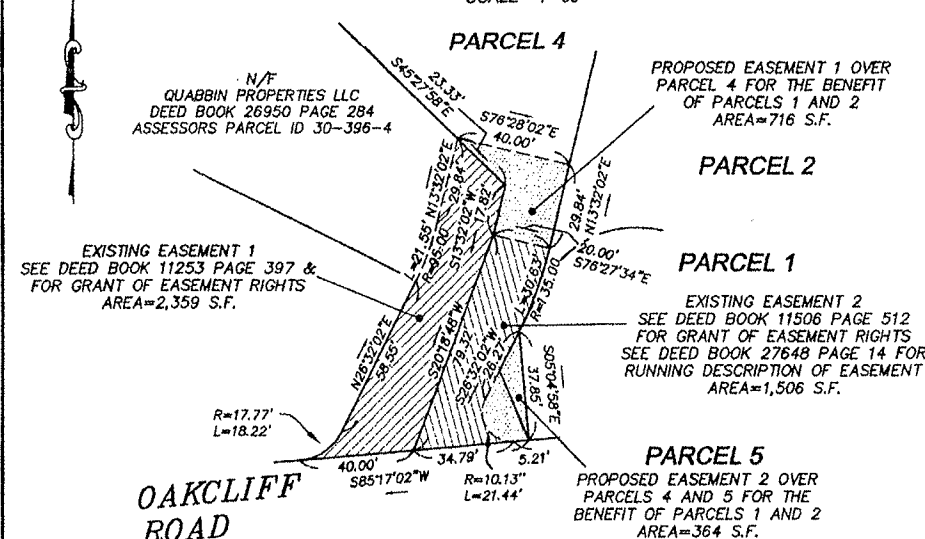 PARCEL 4
N/F
QUABBIN PROPERTIES LLC
DEED BOOK 26950 PAGE 284
ASSESSORS PARCEL ID 30-396-4
23.33'
S45°27'58"E
S76°28'02"E
40.00'
PROPOSED EASEMENT 1 OVER
PARCEL 4 FOR THE BENEFIT
OF PARCELS 1 AND 2
AREA=716 S.F.
PARCEL 2
N13°32'02"E
29.84'
17.82'
S13°32'02"W
29.84'
N13°32'02"E
L=21.55'
R=95.00'
20.00'
S76°27'34"E
PARCEL 1
EXISTING EASEMENT 1
SEE DEED BOOK 11253 PAGE 397 &
FOR GRANT OF EASEMENT RIGHTS
AREA=2,359 S.F.
EXISTING EASEMENT 2
SEE DEED BOOK 11506 PAGE 512
FOR GRANT OF EASEMENT RIGHTS
SEE DEED BOOK 27648 PAGE 14 FOR
RUNNING DESCRIPTION OF EASEMENT
AREA=1,506 S.F.
L=30.63'
R=135.00'
N26°32'02"E
58.55'
S20°18'48"W
79.32'
S26°32'02"W
26.27'
S05°04'58"E
37.85'
R=17.77'
L=18.22'
40.00'
S85°17'02"W
34.79'
5.21'
R=10.13"
L=21.44'
OAKCLIFF
ROAD
PARCEL 5
PROPOSED EASEMENT 2 OVER
PARCELS 4 AND 5 FOR THE
BENEFIT OF PARCELS 1 AND 2
AREA=364 S.F.